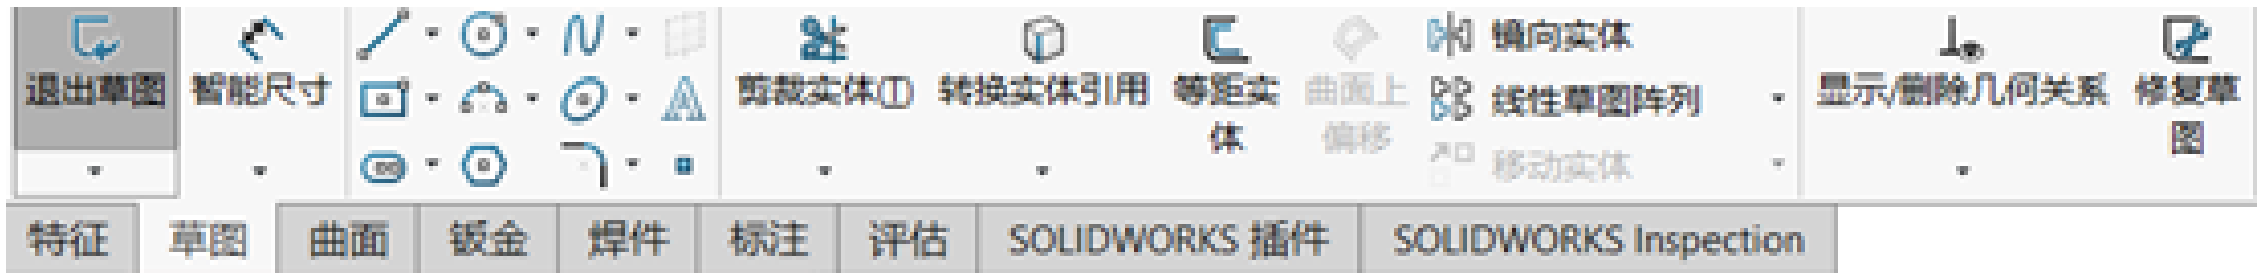 退出草图
智能尺寸
剪裁实体(T)
转换实体引用
等距实
体
曲面上
偏移
镜向实体
线性草图阵列
移动实体
显示/删除几何关系
修复草
图
特征
草图
曲面
钣金
焊件
标注
评估
SOLIDWORKS 插件
SOLIDWORKS Inspection